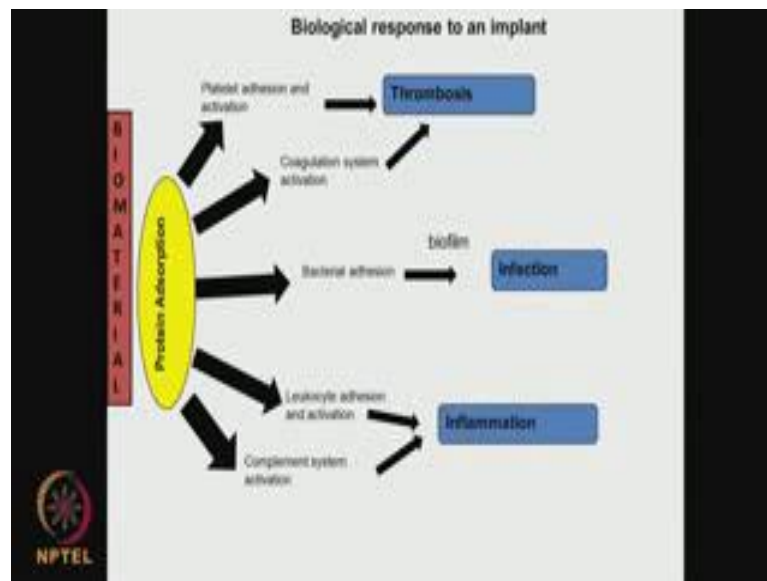 Biological response to an implant
Platelet adhesion and
activation
Thrombosis
Coagulation system
activation
BIOMATERIAL
Protein Adsorption
biofilm
Bacterial adhesion
Infection
Leukocyte adhesion
and activation
Inflammation
Complement system
activation
NPTEL